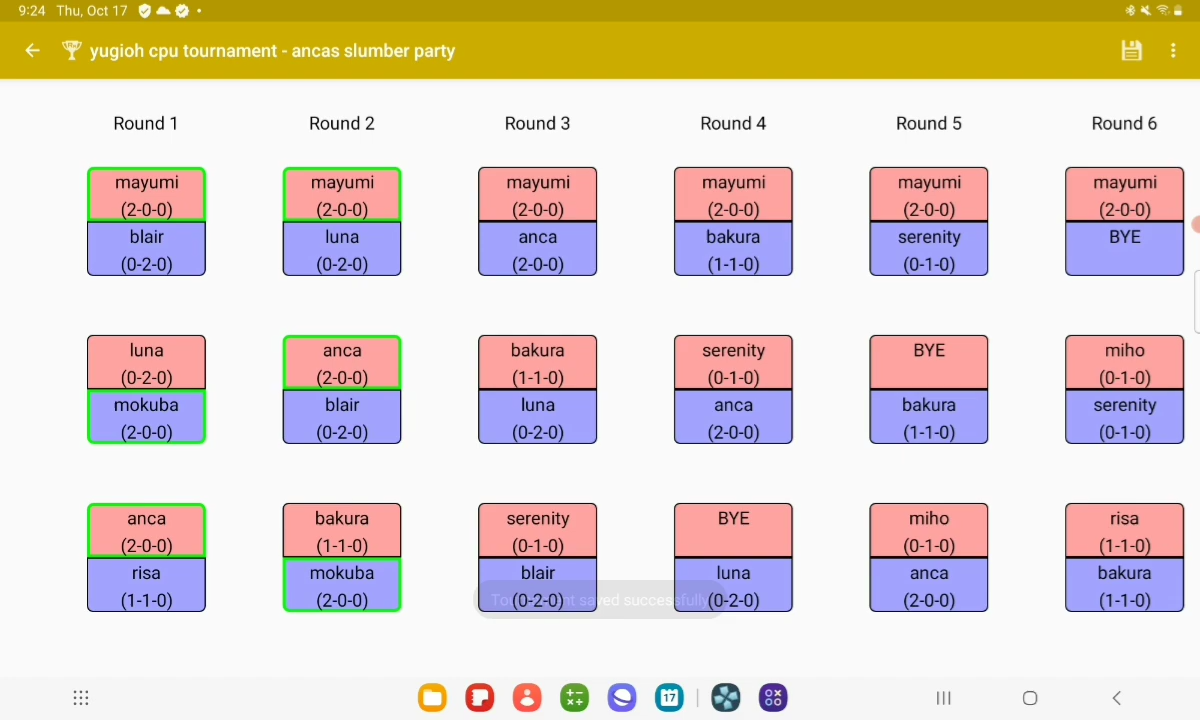 9:24 Thu, Oct 17
yugioh cpu tournament - ancas slumber party
Round 1 Round 2 Round 3 Round 4 Round 5 Round 6
mayumi mayumi mayumi mayumi mayumi mayumi
(2-0-0) (2-0-0) (2-0-0) (2-0-0) (2-0-0) (2-0-0)
blair luna anca bakura serenity BYE
(0-2-0) (0-2-0) (2-0-0) (1-1-0) (0-1-0)
luna anca bakura serenity BYE miho
(0-2-0) (2-0-0) (1-1-0) (0-1-0) (0-1-0)
mokuba blair luna anca bakura serenity
(2-0-0) (0-2-0) (0-2-0) (2-0-0) (1-1-0) (0-1-0)
anca bakura serenity BYE miho risa
(2-0-0) (1-1-0) (0-1-0) (0-1-0) (1-1-0)
risa mokuba blair luna anca bakura
(1-1-0) (2-0-0) (0-2-0) (0-2-0) (2-0-0) (1-1-0)
Tournament saved successfully
17